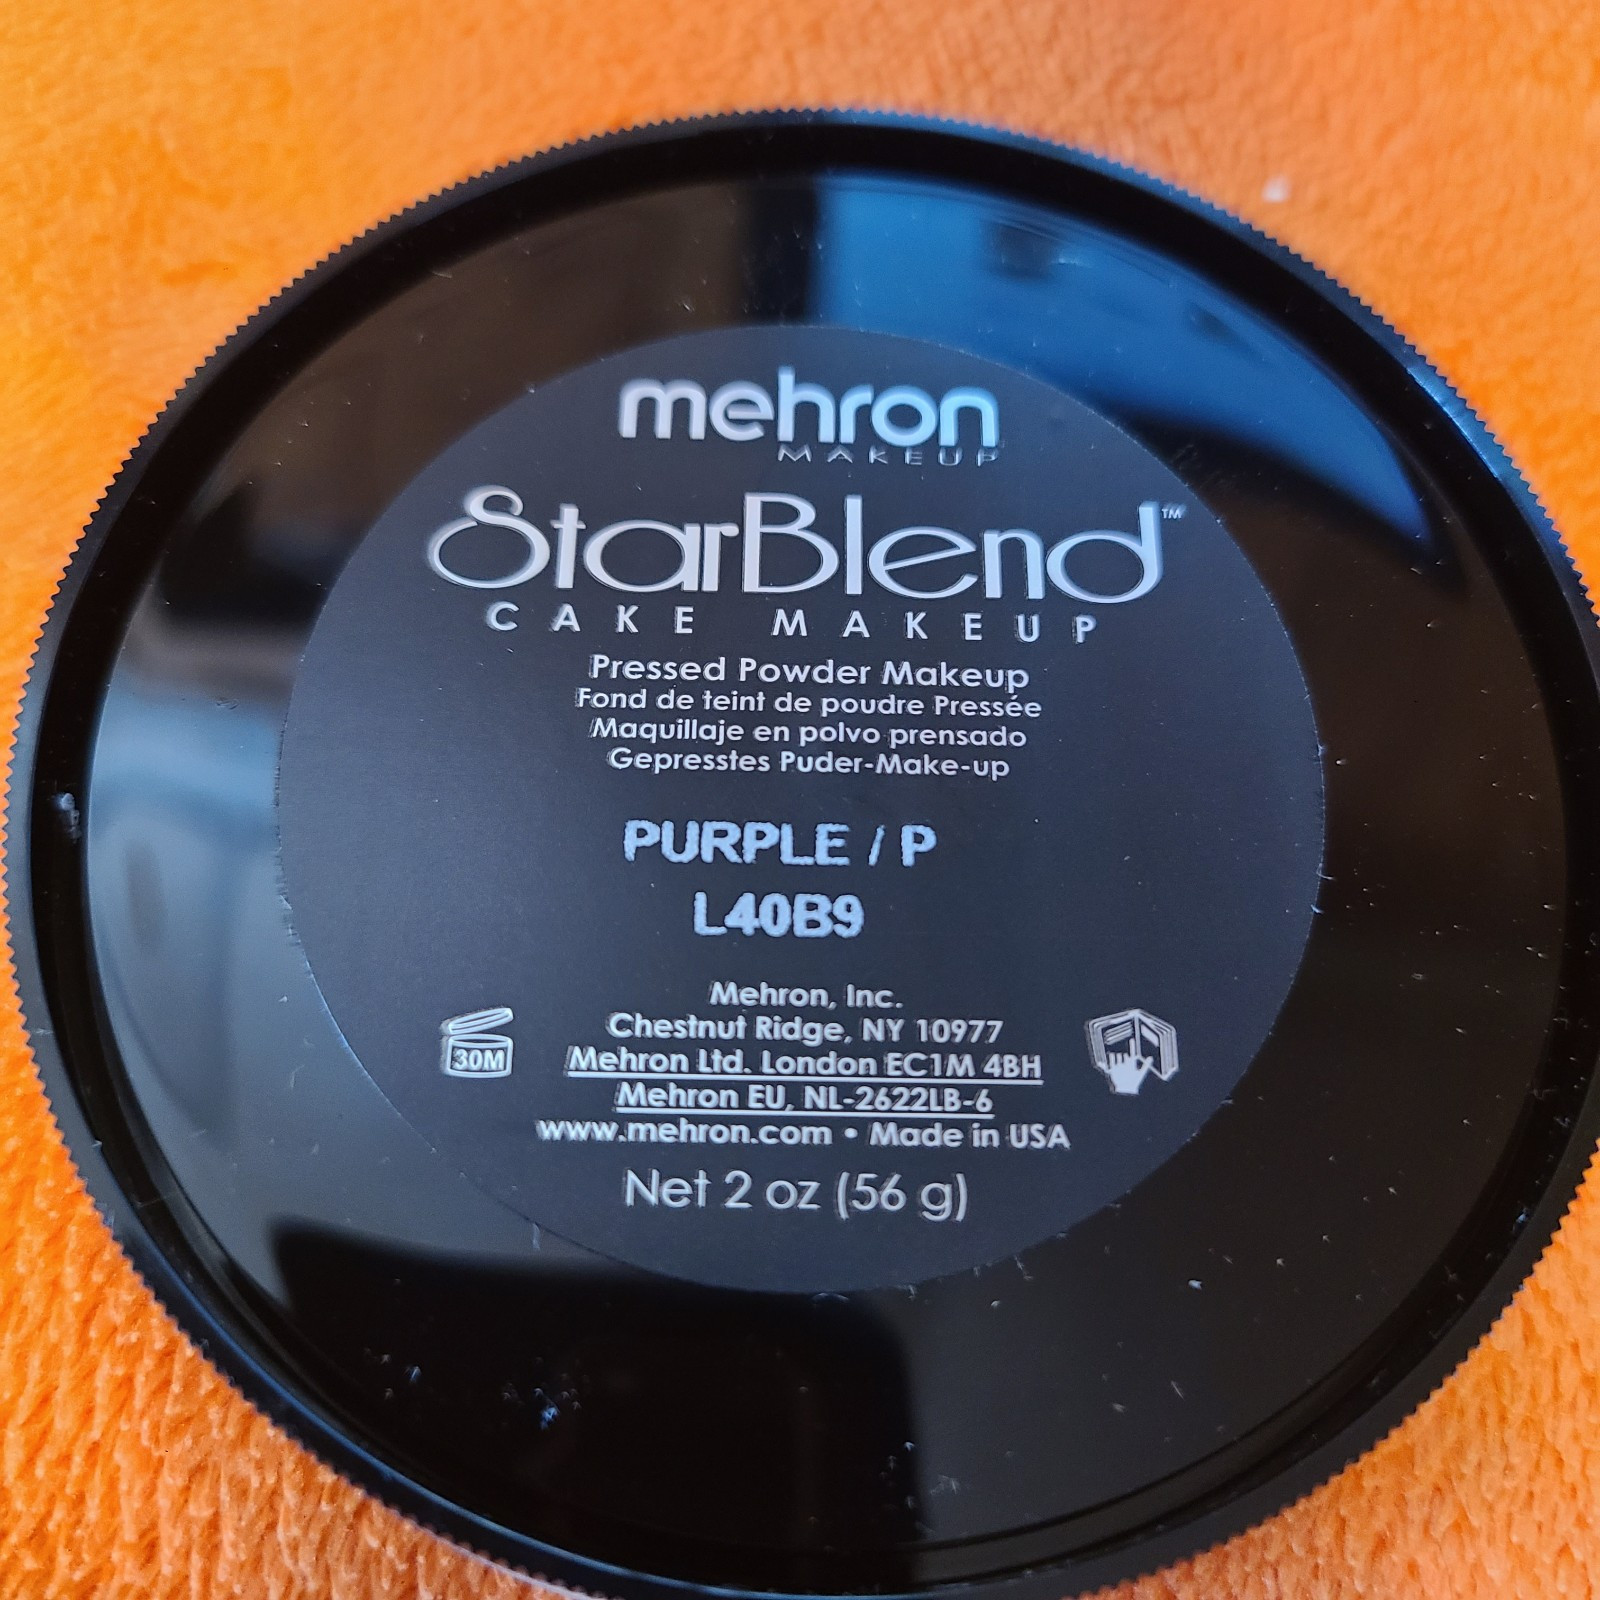 mehron
MAKEUP
StarBlend™
CAKE MAKEUP
Pressed Powder Makeup
Fond de teint de poudre Pressée
Maquillaje en polvo prensado
Gepresstes Puder-Make-up
PURPLE / P
L40B9
Mehron, Inc.
Chestnut Ridge, NY 10977
30M
Mehron Ltd. London EC1M 4BH
Mehron EU, NL-2622LB-6
www.mehron.com • Made in USA
Net 2 oz (56 g)